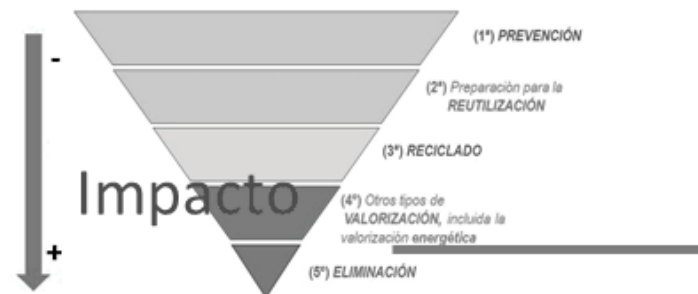 -
(1º) PREVENCIÓN
(2º) Preparación para la
REUTILIZACIÓN
(3º) RECICLADO
Impacto
(4º) Otros tipos de
VALORIZACIÓN, incluida la
valorización energética
+
(5º) ELIMINACIÓN